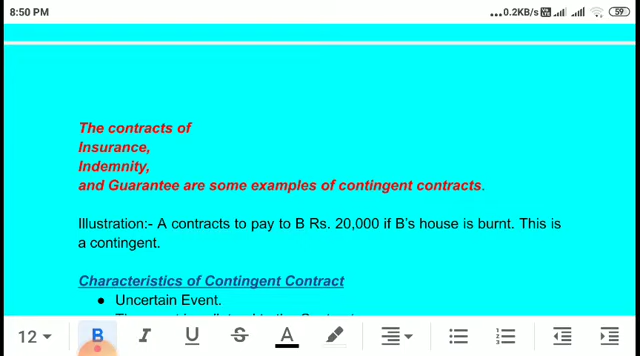 8:50 PM
...0.2KB/s
59
The contracts of
Insurance,
Indemnity,
and Guarantee are some examples of contingent contracts.
Illustration:- A contracts to pay to B Rs. 20,000 if B's house is burnt. This is
a contingent.
Characteristics of Contingent Contract
● Uncertain Event.
12
B
I
U
S
A